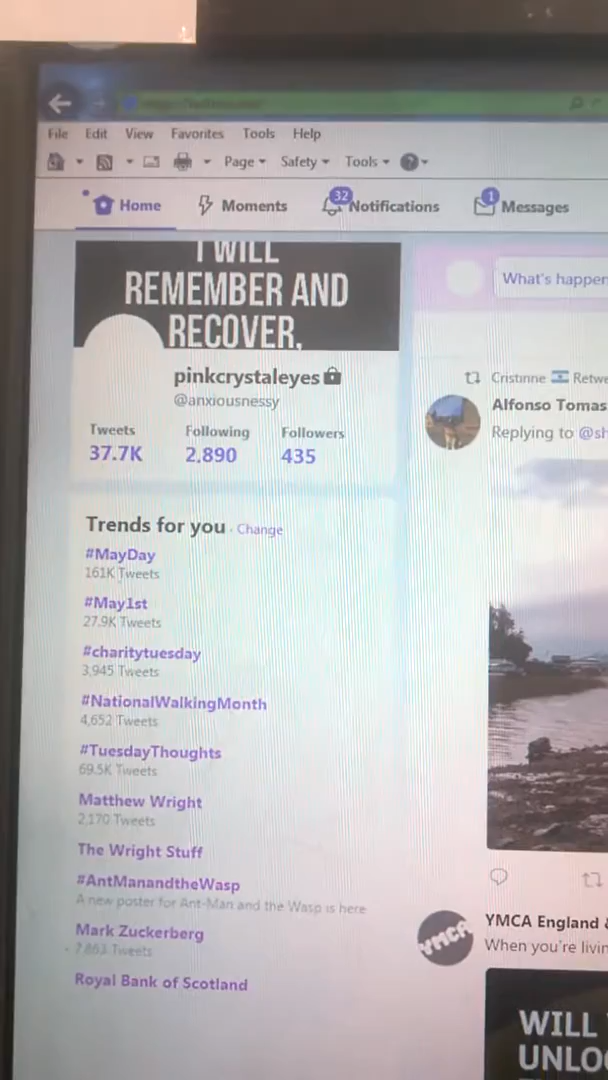 File Edit View Favorites Tools Help
Page Safety Tools
Home Moments 32 Notifications 1 Messages
I WILL
REMEMBER AND
RECOVER,
What's happen
pinkcrystaleyes
@anxiousnessy
Tweets Following Followers
37.7K 2,890 435
Cristinne Retwe
Alfonso Tomas
Replying to @sh
Trends for you · Change
#MayDay
161K Tweets
#May1st
27.9K Tweets
#charitytuesday
3,945 Tweets
#NationalWalkingMonth
4,652 Tweets
#TuesdayThoughts
69.5K Tweets
Matthew Wright
2,170 Tweets
The Wright Stuff
#AntManandtheWasp
A new poster for Ant-Man and the Wasp is here
Mark Zuckerberg
7,863 Tweets
Royal Bank of Scotland
YMCA
YMCA England &
When you're livin
WILL
UNLO